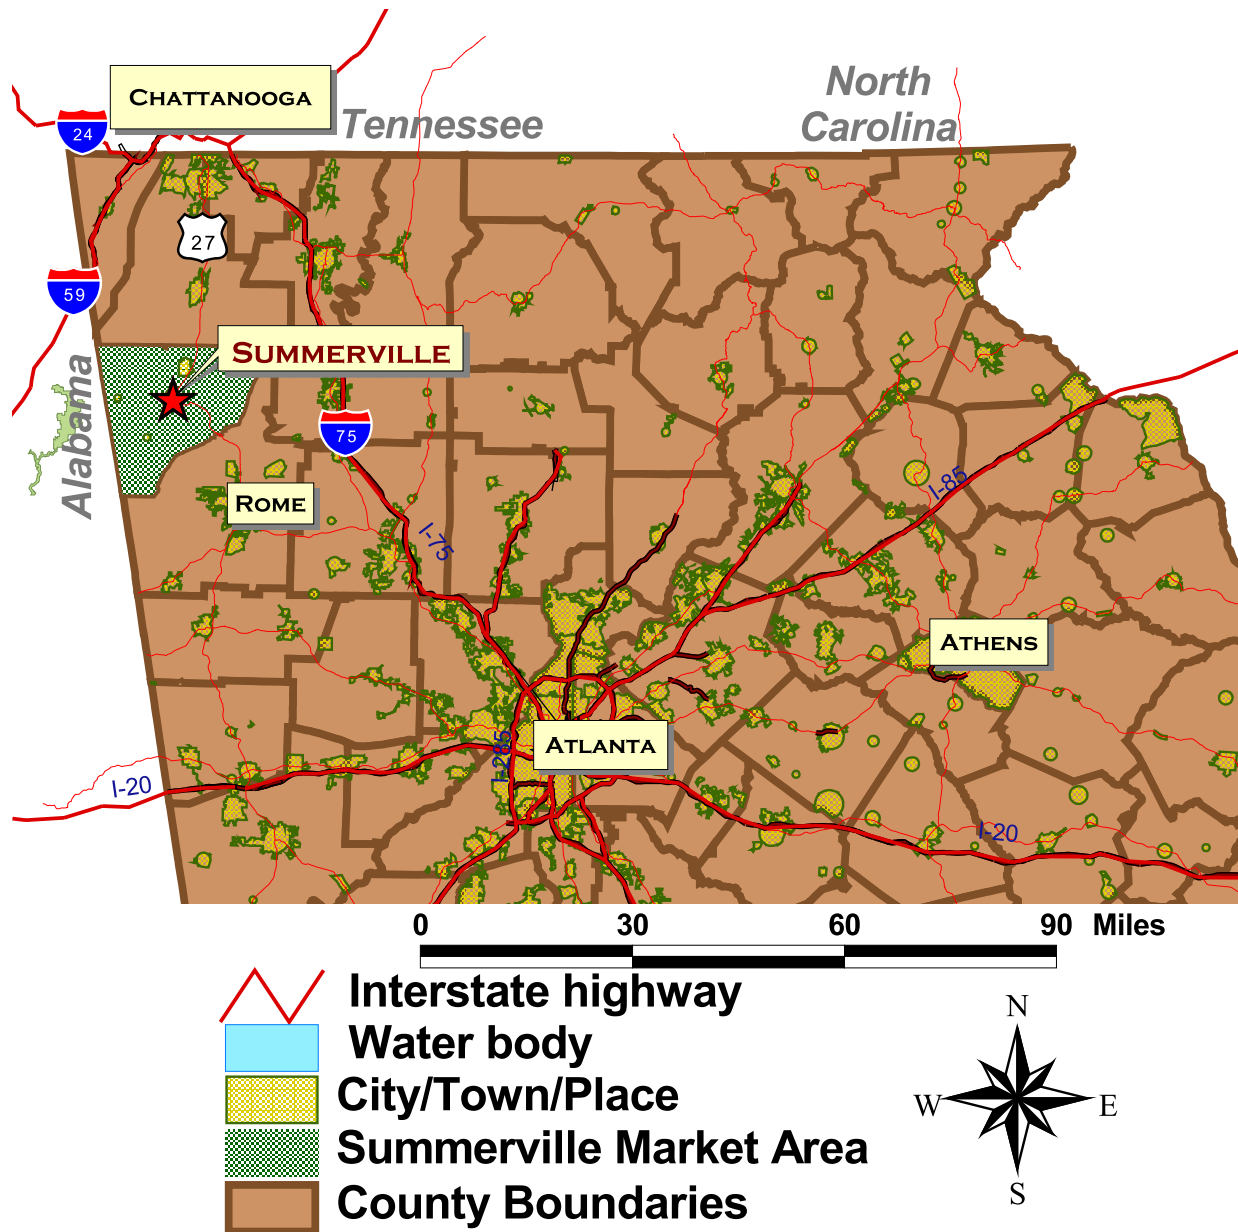 North
Carolina
CHATTANOOGA
Tennessee
24
27
59
SUMMERVILLE
Alabama
75
ROME
I-75
I-85
ATHENS
ATLANTA
I-285
I-20
I-20
0 30 60 90 Miles
Interstate highway
Water body
City/Town/Place
Summerville Market Area
County Boundaries
N
W E
S